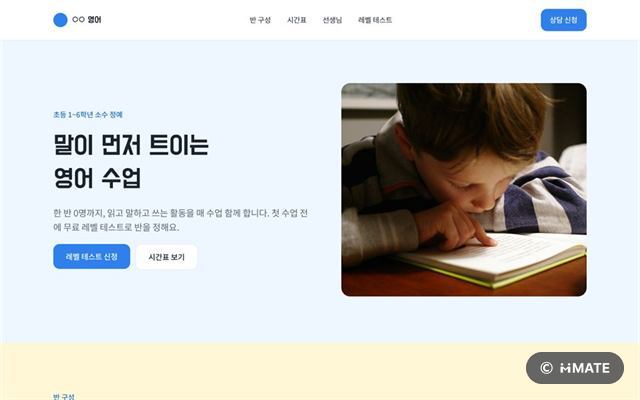 ○○ 영어
반 구성
시간표
선생님
레벨 테스트
상담 신청
초등 1~6학년 소수 정예
말이 먼저 트이는
영어 수업
한 반 0명까지, 읽고 말하고 쓰는 활동을 매 수업 함께 합니다. 첫 수업 전
에 무료 레벨 테스트로 반을 정해요.
레벨 테스트 신청
시간표 보기
© MMATE
반 구성